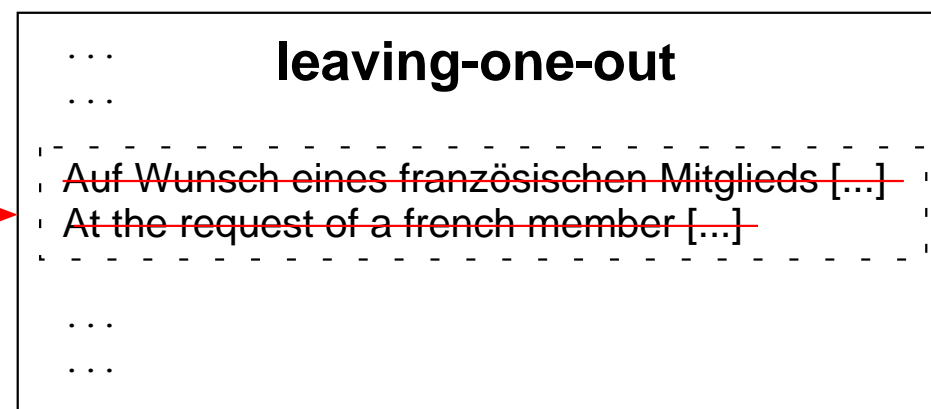 ...
leaving-one-out
...
Auf Wunsch eines französischen Mitglieds [...]
At the request of a french member [...]
...
...